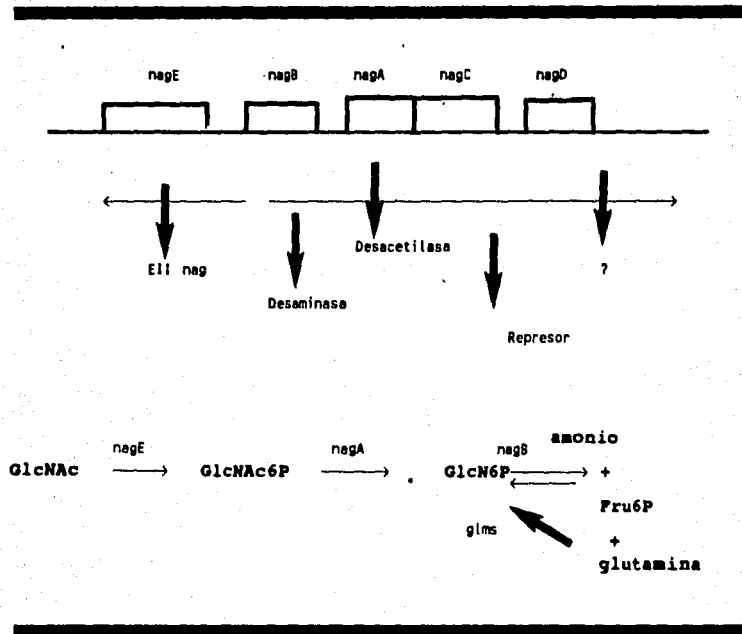 nagE nagB nagA nagC nagD
Desacetilasa
EII nag ?
Desaminasa
Represor
nagE nagA nagB amonio
GlcNAc GlcNAc6P GlcN6P +
Fru6P
glms +
glutamina